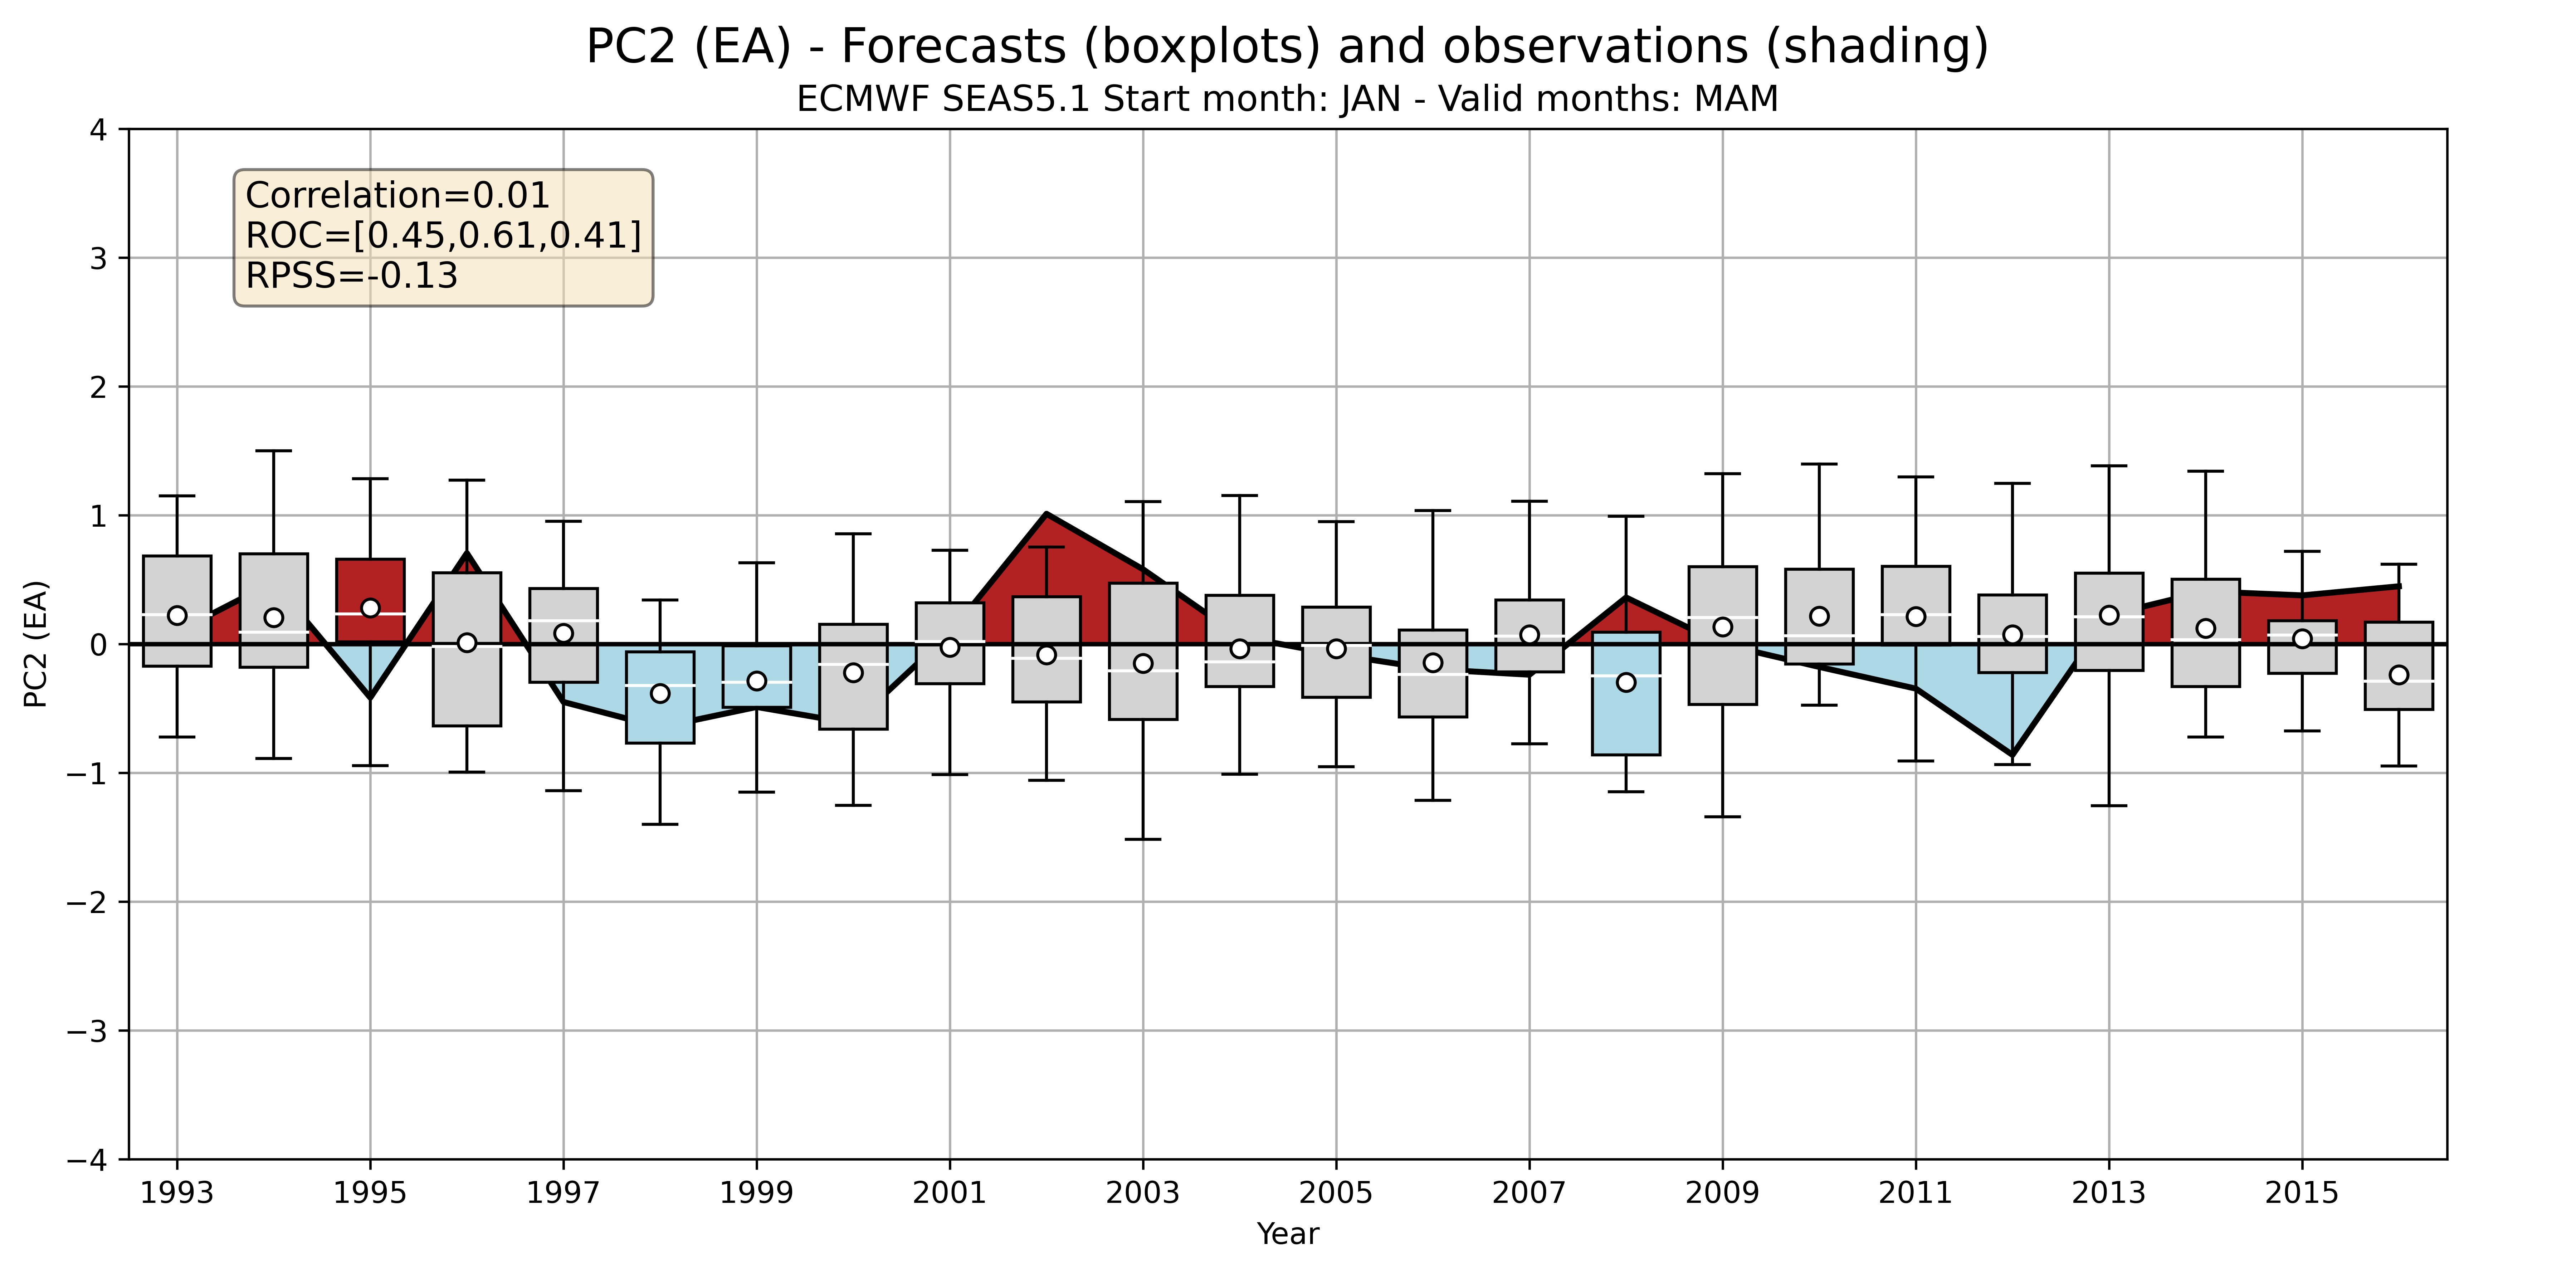 PC2 (EA) - Forecasts (boxplots) and observations (shading)
ECMWF SEAS5.1 Start month: JAN - Valid months: MAM
Correlation=0.01
ROC=[0.45,0.61,0.41]
RPSS=-0.13
PC2 (EA)
4
3
2
1
0
−1
−2
−3
−4
1993 1995 1997 1999 2001 2003 2005 2007 2009 2011 2013 2015
Year